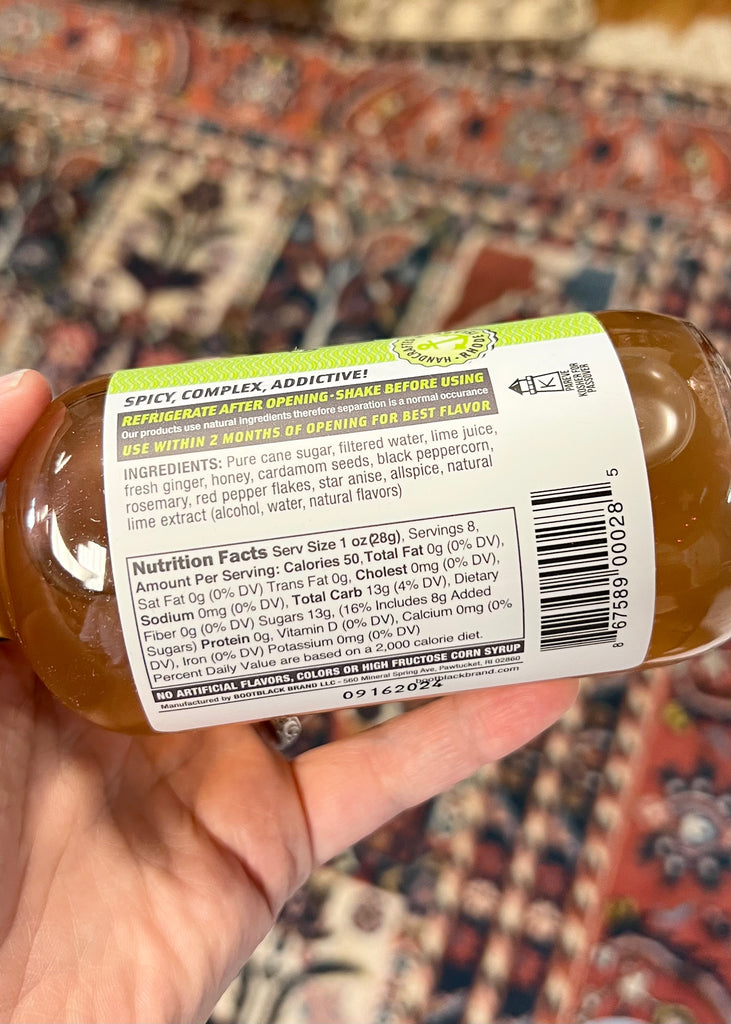 HANDCRAFTED
SPICY, COMPLEX, ADDICTIVE!
REFRIGERATE AFTER OPENING • SHAKE BEFORE USING
Our products use natural ingredients therefore separation is a normal occurance
USE WITHIN 2 MONTHS OF OPENING FOR BEST FLAVOR
INGREDIENTS: Pure cane sugar, filtered water, lime juice,
fresh ginger, honey, cardamom seeds, black peppercorn,
rosemary, red pepper flakes, star anise, allspice, natural
lime extract (alcohol, water, natural flavors)
Nutrition Facts Serv Size 1 oz (28g), Servings 8,
Amount Per Serving: Calories 50, Total Fat 0g (0% DV),
Sat Fat 0g (0% DV) Trans Fat 0g, Cholest 0mg (0% DV),
Sodium 0mg (0% DV), Total Carb 13g (4% DV), Dietary
Fiber 0g (0% DV) Sugars 13g, (16% Includes 8g Added
Sugars) Protein 0g, Vitamin D (0% DV), Calcium 0mg (0%
DV), Iron (0% DV) Potassium 0mg (0% DV)
Percent Daily Value are based on a 2,000 calorie diet.
NO ARTIFICIAL FLAVORS, COLORS OR HIGH FRUCTOSE CORN SYRUP
Manufactured by BOOTBLACK BRAND LLC - 560 Mineral Spring Ave, Pawtucket, RI 02860
bootblackbrand.com
09162024
K
PAREVE
KOSHER FOR
PASSOVER
8 67589 00028 5